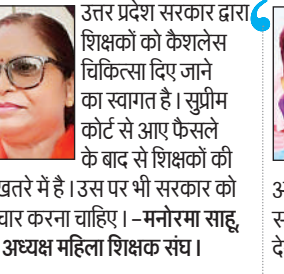 उत्तर प्रदेश सरकार द्वारा
शिक्षकों को कैशलेस
चिकित्सा दिए जाने
का स्वागत है। सुप्रीम
कोर्ट से आए फैसले
के बाद से शिक्षकों की
खतरे में है। उस पर भी सरकार को
चार करना चाहिए। -मनोरमा साहू,
अध्यक्ष महिला शिक्षक संघ।